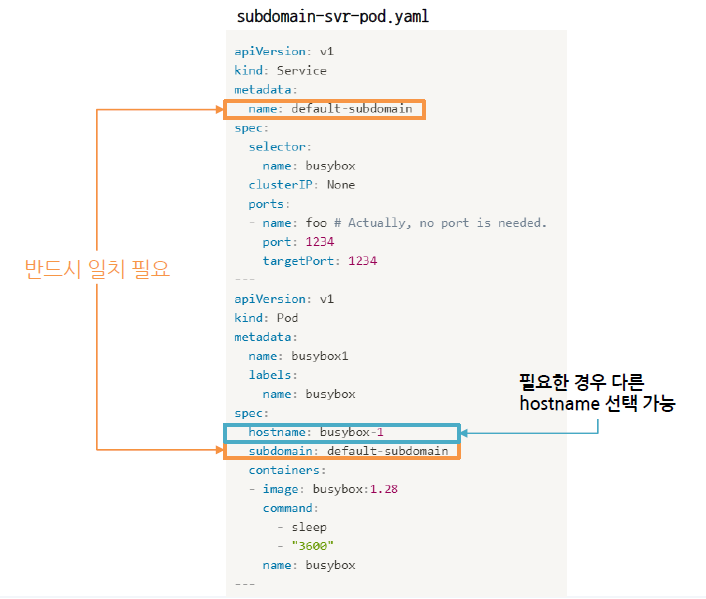 subdomain-svr-pod.yaml
apiVersion: v1
kind: Service
metadata:
  name: default-subdomain
spec:
  selector:
    name: busybox
  clusterIP: None
  ports:
  - name: foo # Actually, no port is needed.
    port: 1234
    targetPort: 1234
---
반드시 일치 필요
apiVersion: v1
kind: Pod
metadata:
  name: busybox1
  labels:
    name: busybox
spec:
  hostname: busybox-1
  subdomain: default-subdomain
  containers:
  - image: busybox:1.28
    command:
      - sleep
      - "3600"
    name: busybox
---
필요한 경우 다른
hostname 선택 가능